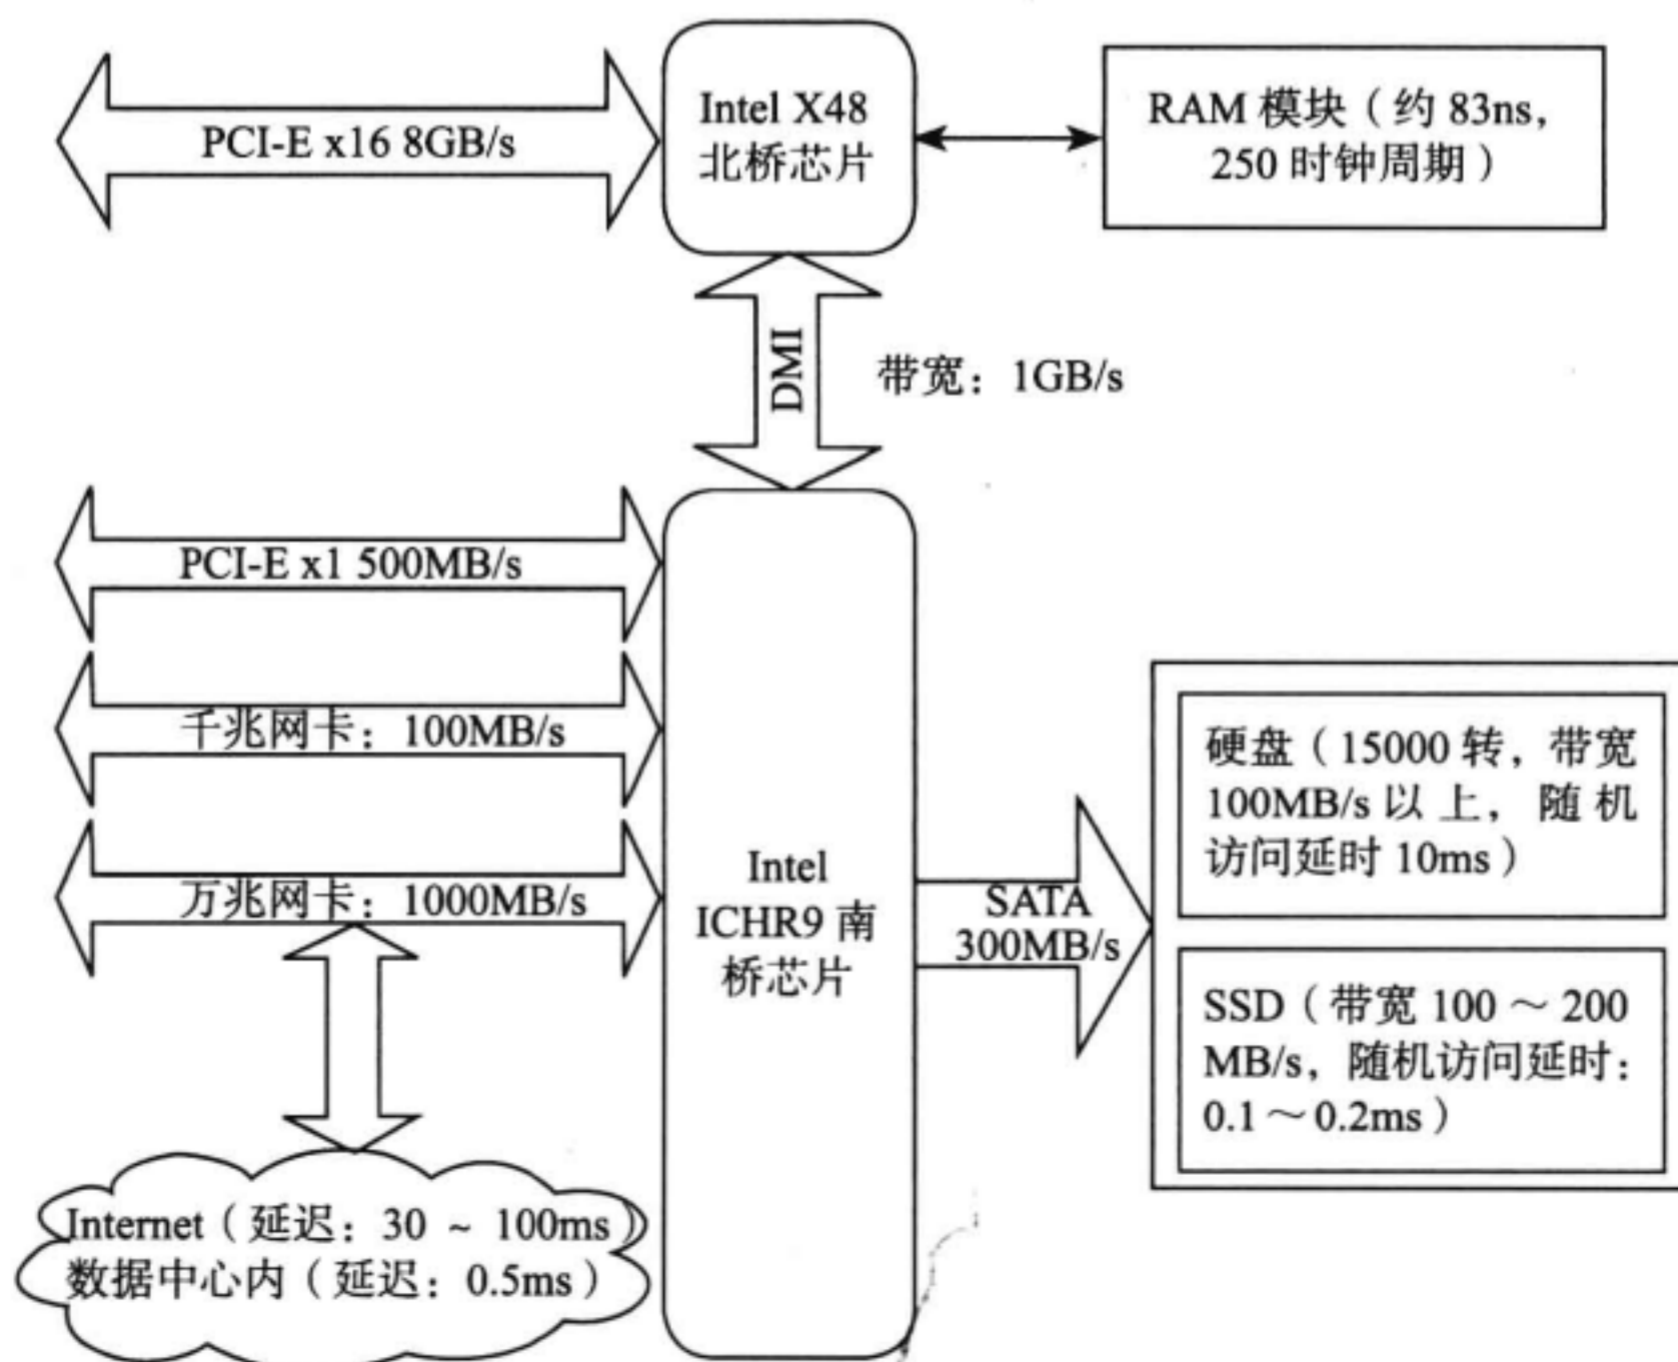 PCI-E x16 8GB/s
Intel X48
北桥芯片
RAM 模块（约 83ns，
250 时钟周期）
DMI
带宽：1GB/s
PCI-E x1 500MB/s
千兆网卡：100MB/s
万兆网卡：1000MB/s
Intel
ICHR9 南
桥芯片
SATA
300MB/s
硬盘（15000 转，带宽
100MB/s 以上，随机
访问延时 10ms）
SSD（带宽 100～200
MB/s，随机访问延时：
0.1～0.2ms）
Internet（延迟：30 ~ 100ms）
数据中心内（延迟：0.5ms）